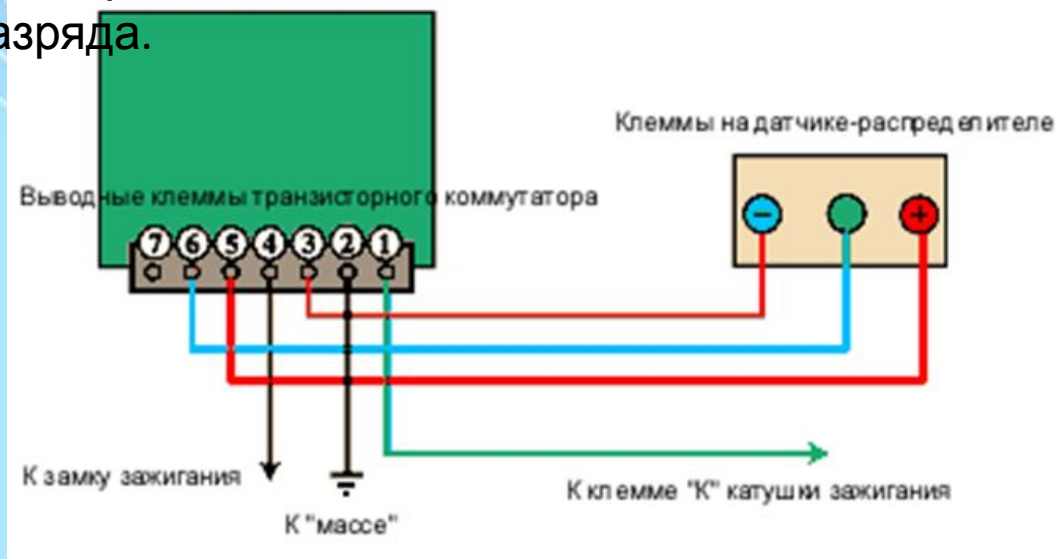 азряда.
Клеммы на датчике-распределителе
Выводные клеммы транзисторного коммутатора
7 6 5 4 3 2 1
− +
К замку зажигания
К клемме "К" катушки зажигания
К "массе"